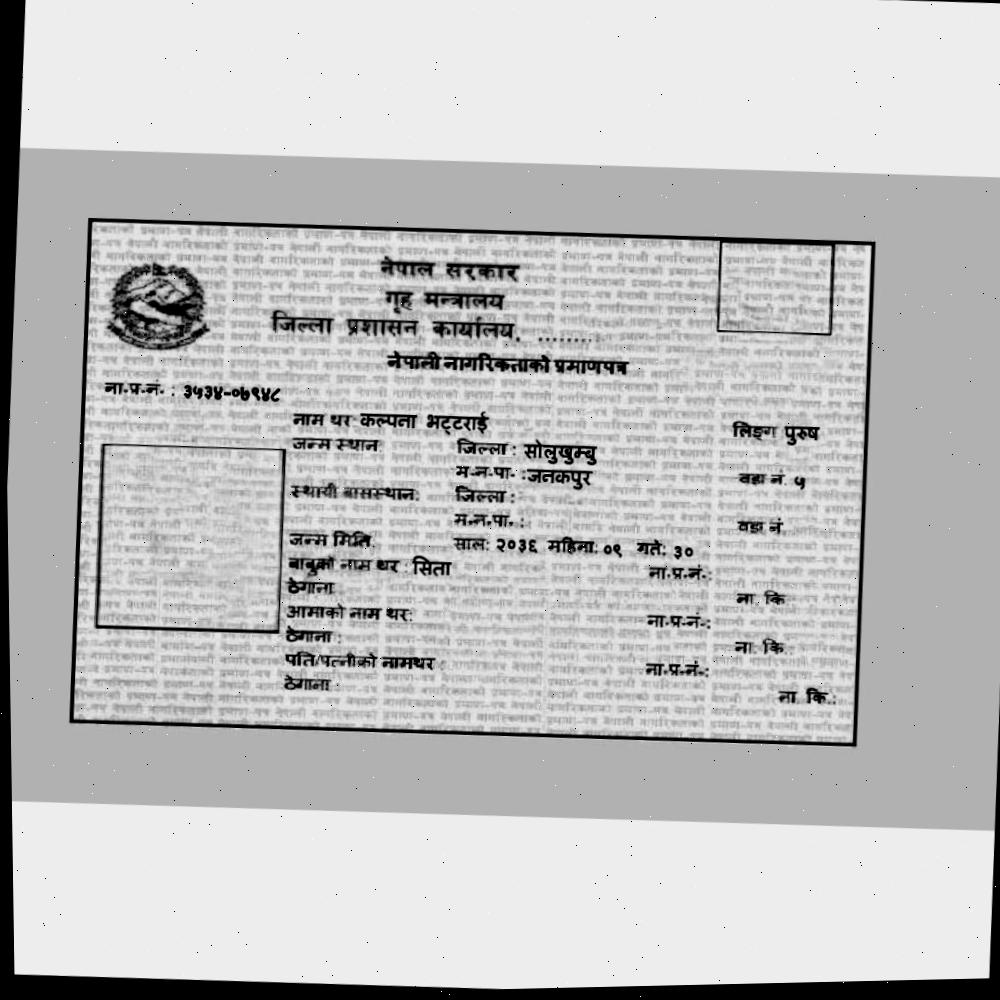 नेपाल सरकार
गृह मन्त्रालय
जिल्ला प्रशासन कार्यालय, ........
नेपाली नागरिकताको प्रमाणपत्र
ना.प्र.नं. : ३५३४-०७९४८
नाम थर: कल्पना भट्टराई लिङ्ग पुरुष
जन्म स्थान: जिल्ला : सोलुखुम्बु
म.न.पा. :जनकपुर वडा नं. ५
स्थायी बासस्थान: जिल्ला :
म.न.पा. : वडा नं.
जन्म मिति: साल: २०३६ महिना: ०९ गते: ३०
बाबुको नाम थर : सिता ना.प्र.नं.:
ठेगाना ना. कि.:
आमाको नाम थर: ना.प्र.नं.:
ठेगाना : ना. कि.:
पति/पत्नीको नामथर : ना.प्र.नं.:
ठेगाना : ना. कि.: